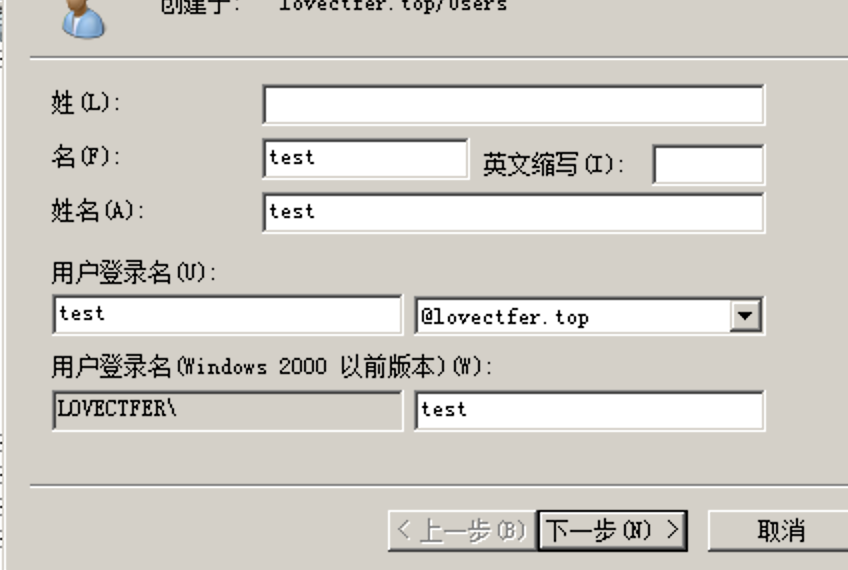 创建于: lovectfer.top/Users
姓(L):
名(F): test 英文缩写(I):
姓名(A): test
用户登录名(U):
test @lovectfer.top
用户登录名(Windows 2000 以前版本)(W):
LOVECTFER\ test
< 上一步(B) 下一步(N) > 取消